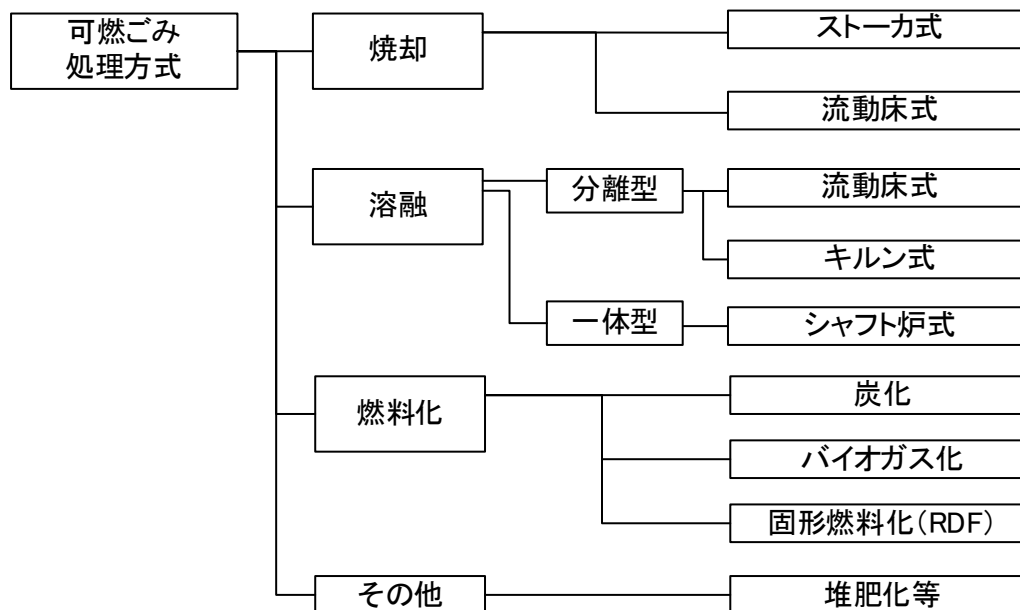 可燃ごみ
処理方式
焼却
ストーカ式
流動床式
溶融
分離型
流動床式
キルン式
一体型
シャフト炉式
燃料化
炭化
バイオガス化
固形燃料化(RDF)
その他
堆肥化等